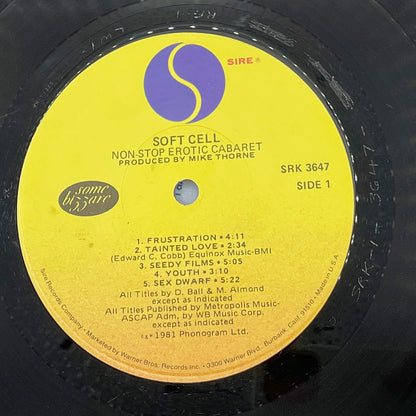 SIRE®
SOFT CELL
NON-STOP EROTIC CABARET
PRODUCED BY MIKE THORNE
SRK 3647
SIDE 1
some
bizzare
1. FRUSTRATION • 4:11
2. TAINTED LOVE • 2:34
(Edward C. Cobb) Equinox Music-BMI
3. SEEDY FILMS • 5:05
4. YOUTH • 3:10
5. SEX DWARF • 5:22
All Titles by D. Ball & M. Almond
except as indicated
All Titles Published by Metropolis Music-
ASCAP Adm. by WB Music Corp.
except as indicated
℗ 1981 Phonogram Ltd.
Sire Records Company • Marketed by Warner Bros. Records Inc. • 3300 Warner Blvd., Burbank, Calif. 91510 • Made in U.S.A.
SRK-1-3647-